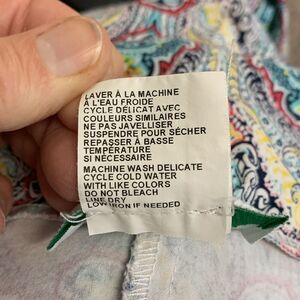 LAVER À LA MACHINE
À L'EAU FROIDE
CYCLE DÉLICAT AVEC
COULEURS SIMILAIRES
NE PAS JAVELLISER
SUSPENDRE POUR SÉCHER
REPASSER À BASSE
TEMPÉRATURE
SI NÉCESSAIRE
MACHINE WASH DELICATE
CYCLE COLD WATER
WITH LIKE COLORS
DO NOT BLEACH
LINE DRY
LOW IRON IF NEEDED